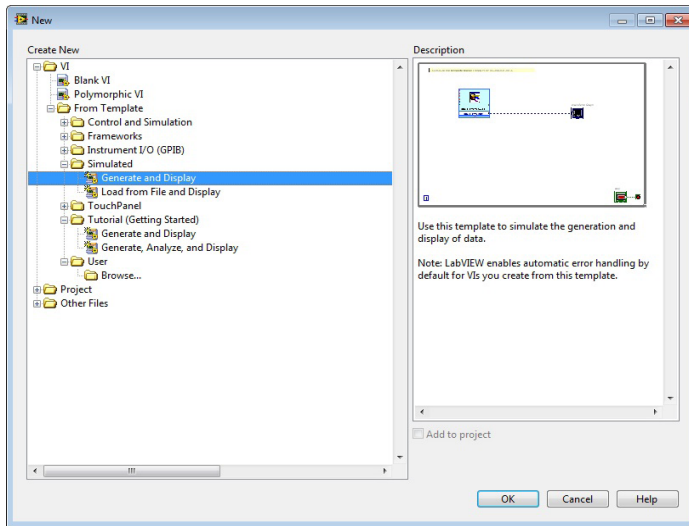 New
Create New
VI
Blank VI
Polymorphic VI
From Template
Control and Simulation
Frameworks
Instrument I/O (GPIB)
Simulated
Generate and Display
Load from File and Display
TouchPanel
Tutorial (Getting Started)
Generate and Display
Generate, Analyze, and Display
User
Browse...
Project
Other Files
Description
Use this template to simulate the generation and
display of data.
Note: LabVIEW enables automatic error handling by
default for VIs you create from this template.
Add to project
OK
Cancel
Help